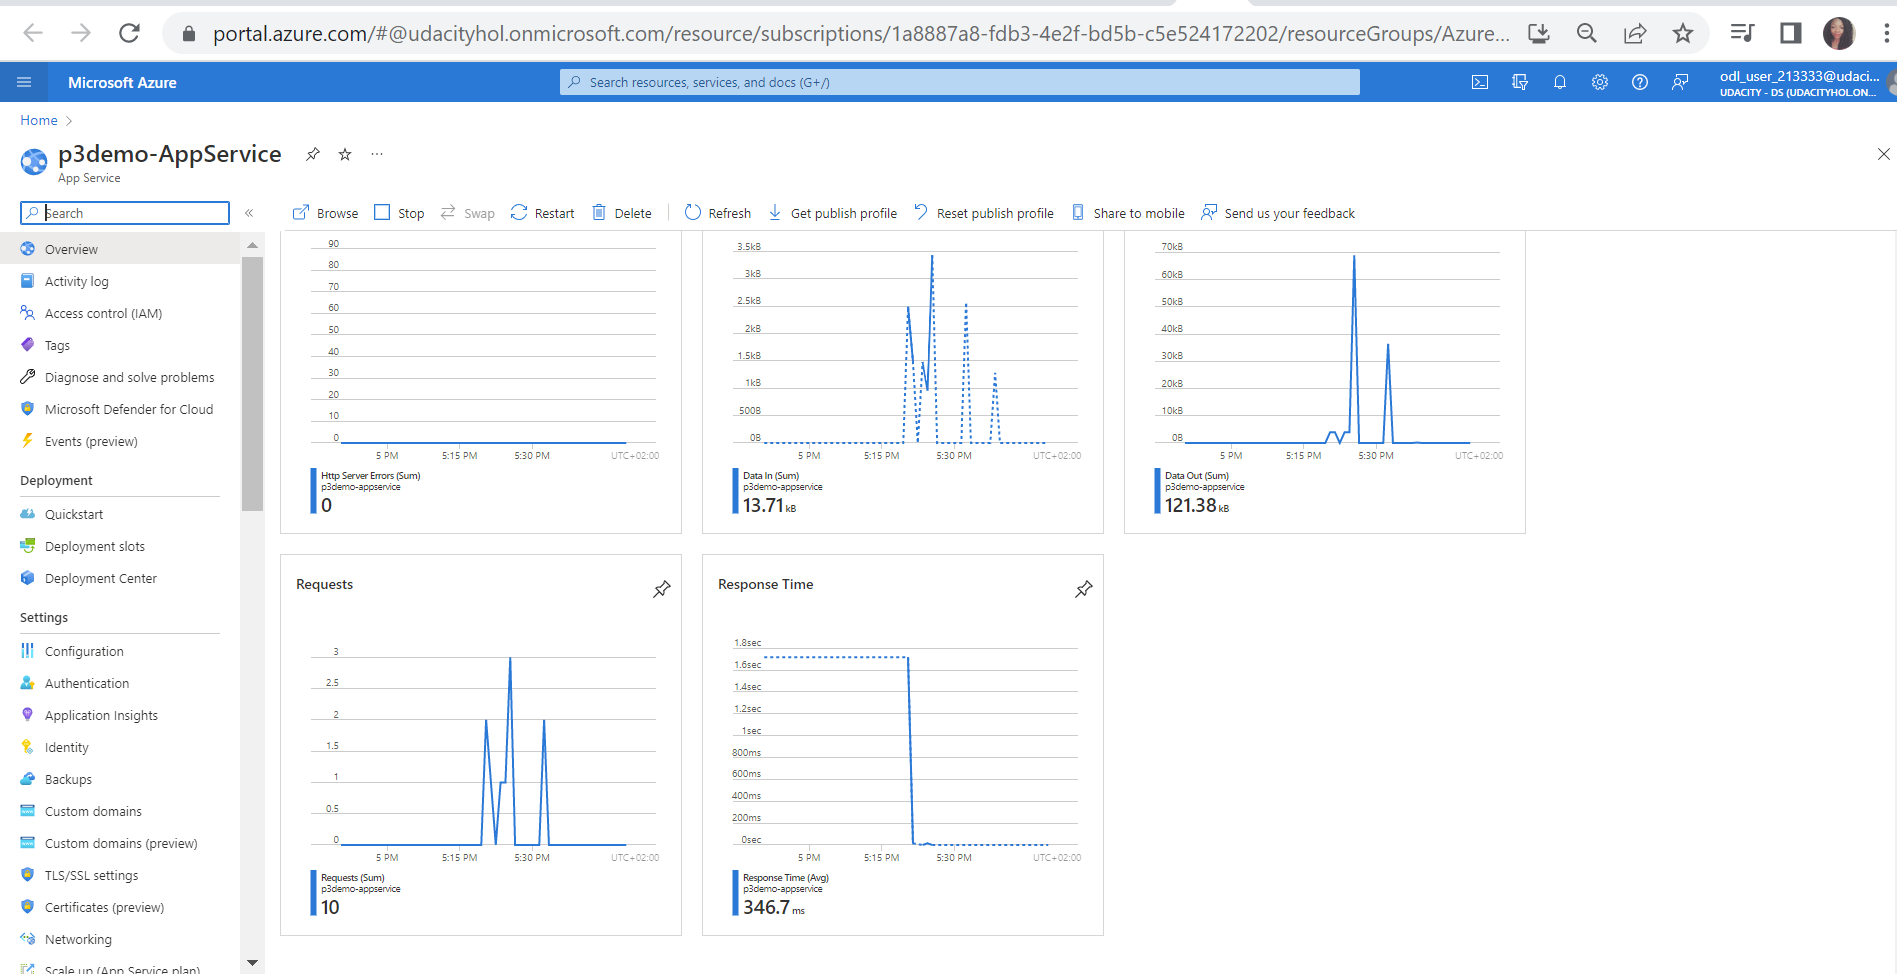 portal.azure.com/#@udacityhol.onmicrosoft.com/resource/subscriptions/1a8887a8-fdb3-4e2f-bd5b-c5e524172202/resourceGroups/Azure...
Microsoft Azure
Search resources, services, and docs (G+/)
odl_user_213333@udaci...
UDACITY - DS (UDACITYHOL.ON...
Home
p3demo-AppService
App Service
Search
Browse Stop Swap Restart Delete Refresh Get publish profile Reset publish profile Share to mobile Send us your feedback
Overview
Activity log
Access control (IAM)
Tags
Diagnose and solve problems
Microsoft Defender for Cloud
Events (preview)
Deployment
Quickstart
Deployment slots
Deployment Center
Settings
Configuration
Authentication
Application Insights
Identity
Backups
Custom domains
Custom domains (preview)
TLS/SSL settings
Certificates (preview)
Networking
Scale up (App Service plan)
90
80
70
60
50
40
30
20
10
0
5 PM 5:15 PM 5:30 PM UTC+02:00
Http Server Errors (Sum)
p3demo-appservice
0
3.5kB
3kB
2.5kB
2kB
1.5kB
1kB
500B
0B
5 PM 5:15 PM 5:30 PM UTC+02:00
Data In (Sum)
p3demo-appservice
13.71 kB
70kB
60kB
50kB
40kB
30kB
20kB
10kB
0B
5 PM 5:15 PM 5:30 PM UTC+02:00
Data Out (Sum)
p3demo-appservice
121.38 kB
Requests
3
2.5
2
1.5
1
0.5
0
5 PM 5:15 PM 5:30 PM UTC+02:00
Requests (Sum)
p3demo-appservice
10
Response Time
1.8sec
1.6sec
1.4sec
1.2sec
1sec
800ms
600ms
400ms
200ms
0sec
5 PM 5:15 PM 5:30 PM UTC+02:00
Response Time (Avg)
p3demo-appservice
346.7 ms